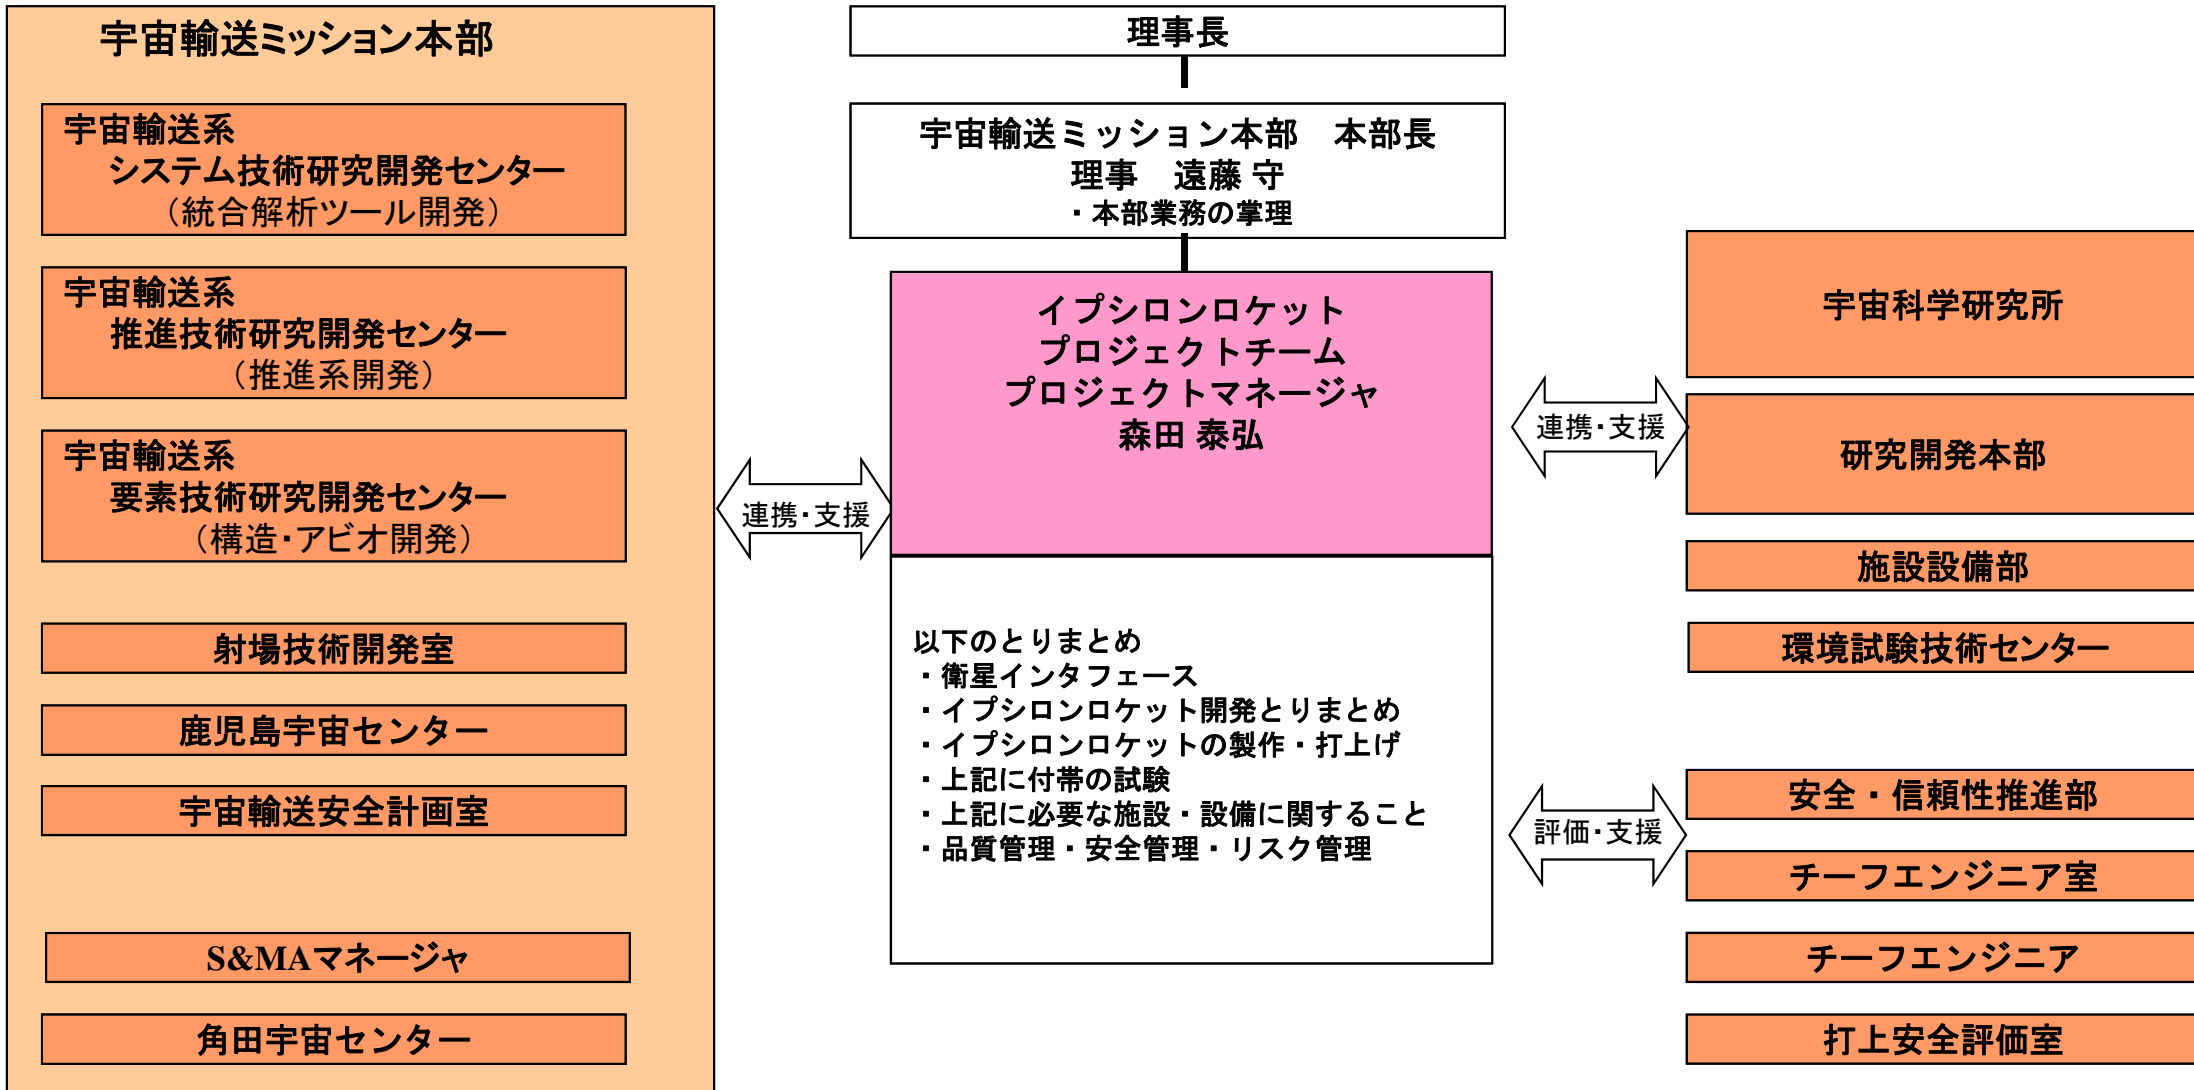 宇宙輸送ミッション本部
宇宙輸送系
システム技術研究開発センター
（統合解析ツール開発）
宇宙輸送系
推進技術研究開発センター
（推進系開発）
宇宙輸送系
要素技術研究開発センター
（構造・アビオ開発）
射場技術開発室
鹿児島宇宙センター
宇宙輸送安全計画室
S&MAマネージャ
角田宇宙センター
連携・支援
理事長
宇宙輸送ミッション本部　本部長
理事　遠藤 守
・本部業務の掌理
イプシロンロケット
プロジェクトチーム
プロジェクトマネージャ
森田 泰弘
以下のとりまとめ
・衛星インタフェース
・イプシロンロケット開発とりまとめ
・イプシロンロケットの製作・打上げ
・上記に付帯の試験
・上記に必要な施設・設備に関すること
・品質管理・安全管理・リスク管理
連携・支援
評価・支援
宇宙科学研究所
研究開発本部
施設設備部
環境試験技術センター
安全・信頼性推進部
チーフエンジニア室
チーフエンジニア
打上安全評価室